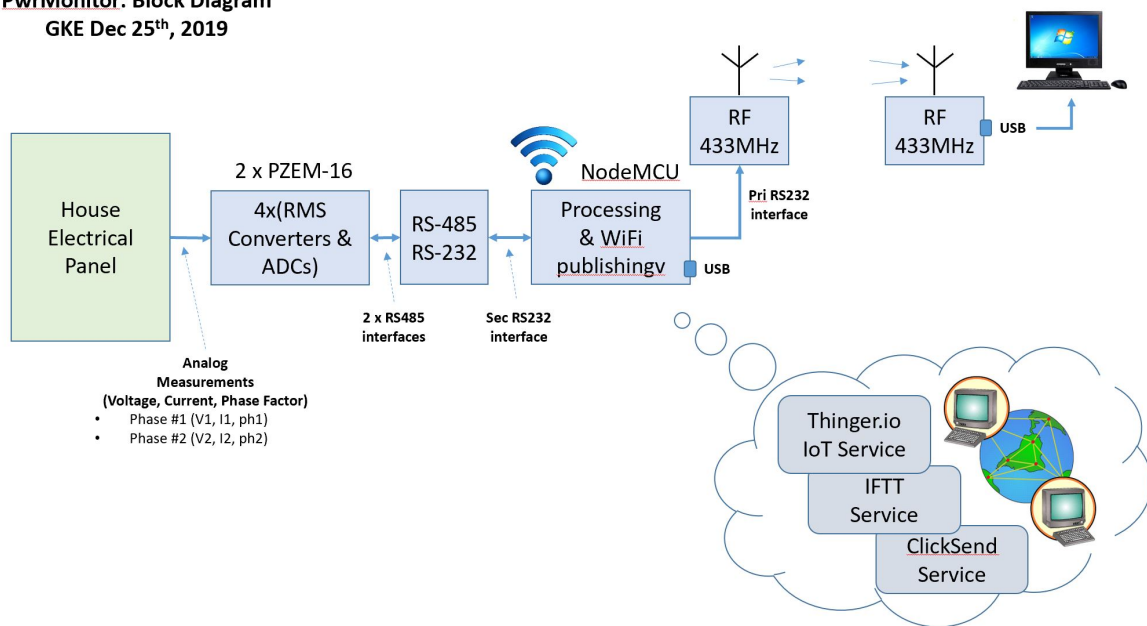 PwrMonitor: Block Diagram
GKE Dec 25th, 2019
House
Electrical
Panel
2 x PZEM-16
4x(RMS
Converters &
ADCs)
RS-485
RS-232
NodeMCU
Processing
& WiFi
publishingv
USB
RF
433MHz
Pri RS232
interface
RF
433MHz
USB
2 x RS485
interfaces
Sec RS232
interface
Analog
Measurements
(Voltage, Current, Phase Factor)
• Phase #1 (V1, I1, ph1)
• Phase #2 (V2, I2, ph2)
Thinger.io
IoT Service
IFTT
Service
ClickSend
Service